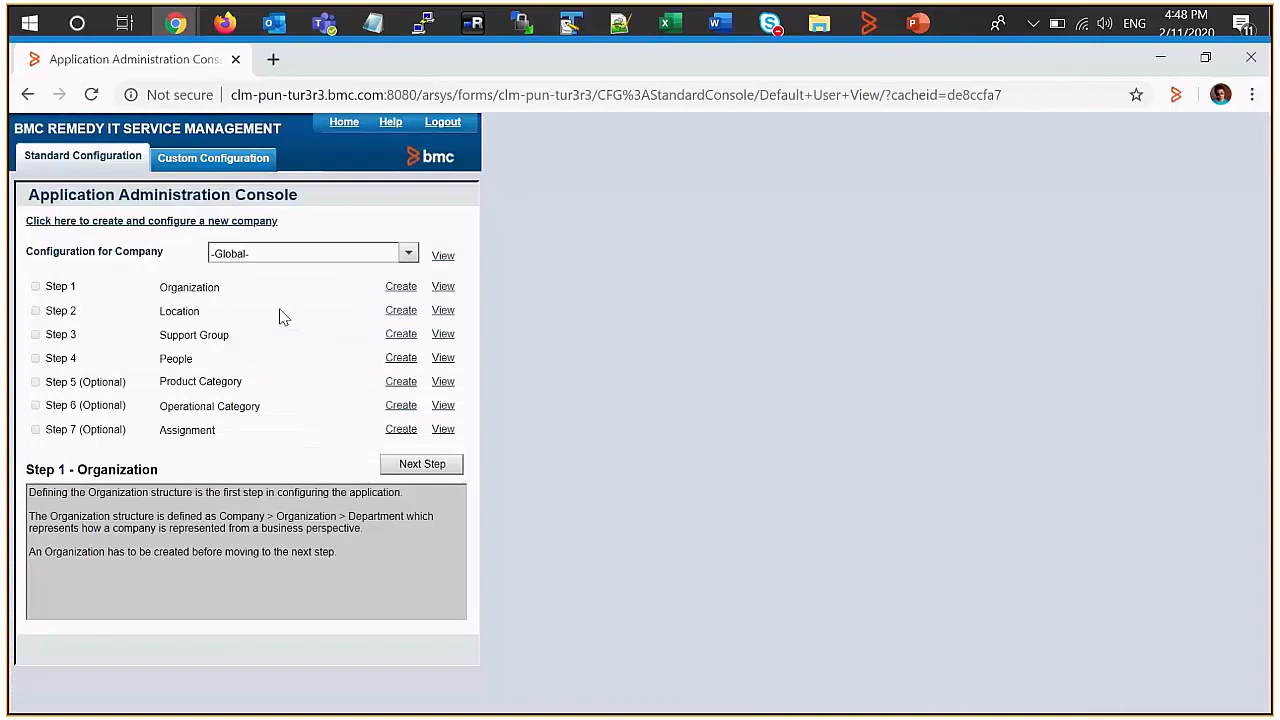 4:48 PM
ENG
2/11/2020
11
Application Administration Cons
Not secure
clm-pun-tur3r3.bmc.com:8080/arsys/forms/clm-pun-tur3r3/CFG%3AStandardConsole/Default+User+View/?cacheid=de8ccfa7
BMC REMEDY IT SERVICE MANAGEMENT
Home Help Logout
Standard Configuration Custom Configuration
bmc
Application Administration Console
Click here to create and configure a new company
Configuration for Company -Global- View
Step 1 Organization Create View
Step 2 Location Create View
Step 3 Support Group Create View
Step 4 People Create View
Step 5 (Optional) Product Category Create View
Step 6 (Optional) Operational Category Create View
Step 7 (Optional) Assignment Create View
Step 1 - Organization Next Step
Defining the Organization structure is the first step in configuring the application.
The Organization structure is defined as Company > Organization > Department which
represents how a company is represented from a business perspective.
An Organization has to be created before moving to the next step.